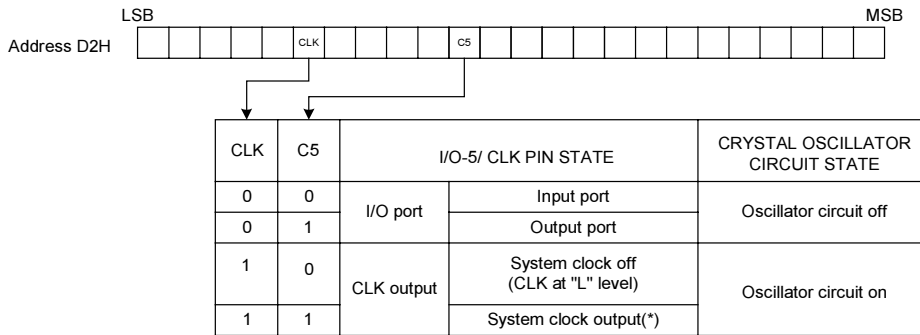 LSB MSB
Address D2H CLK C5
CLK C5 I/O-5/ CLK PIN STATE CRYSTAL OSCILLATOR
CIRCUIT STATE
0 0 I/O port Input port Oscillator circuit off
0 1 Output port
1 0 CLK output System clock off
(CLK at "L" level) Oscillator circuit on
1 1 System clock output(*)